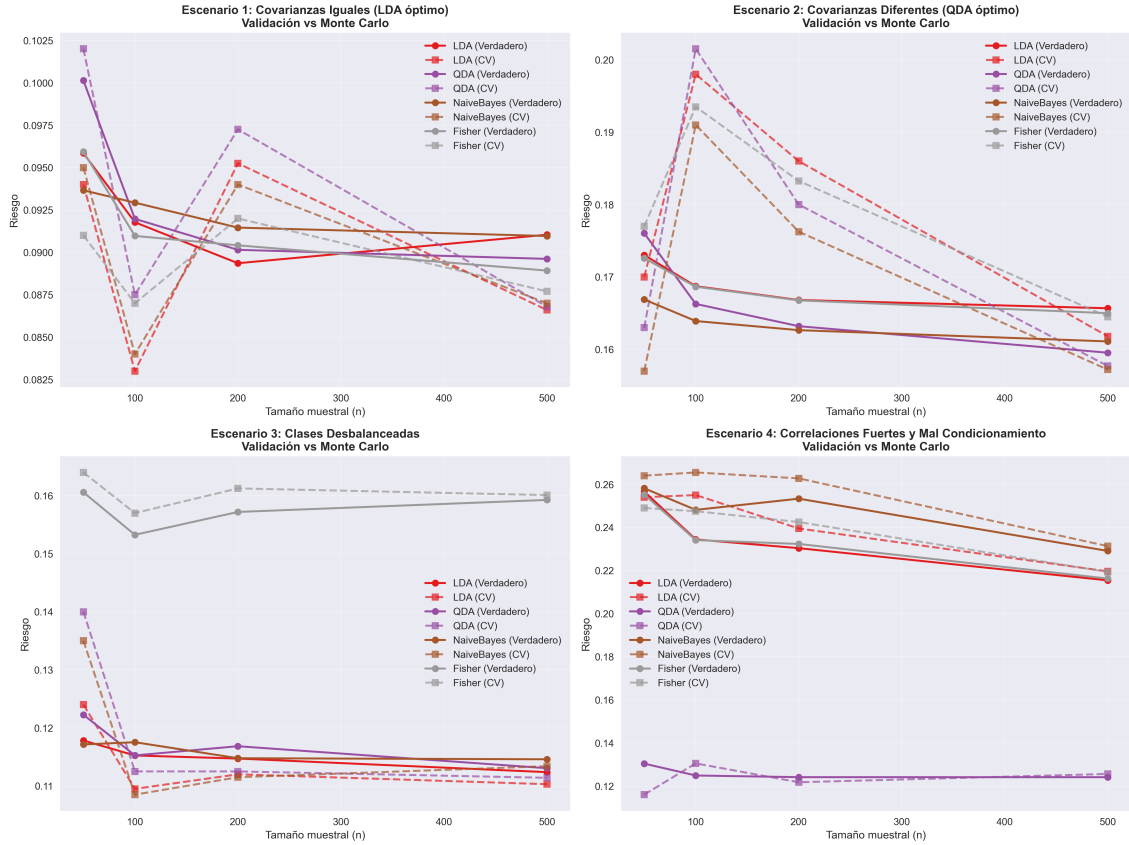 Escenario 1: Covarianzas Iguales (LDA óptimo)
Validación vs Monte Carlo
0.1025
0.1000
0.0975
0.0950
0.0925
0.0900
0.0875
0.0850
0.0825
Riesgo
100
200
300
400
500
Tamaño muestral (n)
LDA (Verdadero)
LDA (CV)
QDA (Verdadero)
QDA (CV)
NaiveBayes (Verdadero)
NaiveBayes (CV)
Fisher (Verdadero)
Fisher (CV)
Escenario 2: Covarianzas Diferentes (QDA óptimo)
Validación vs Monte Carlo
0.20
0.19
0.18
0.17
0.16
Riesgo
100
200
300
400
500
Tamaño muestral (n)
LDA (Verdadero)
LDA (CV)
QDA (Verdadero)
QDA (CV)
NaiveBayes (Verdadero)
NaiveBayes (CV)
Fisher (Verdadero)
Fisher (CV)
Escenario 3: Clases Desbalanceadas
Validación vs Monte Carlo
0.16
0.15
0.14
0.13
0.12
0.11
Riesgo
100
200
300
400
500
Tamaño muestral (n)
LDA (Verdadero)
LDA (CV)
QDA (Verdadero)
QDA (CV)
NaiveBayes (Verdadero)
NaiveBayes (CV)
Fisher (Verdadero)
Fisher (CV)
Escenario 4: Correlaciones Fuertes y Mal Condicionamiento
Validación vs Monte Carlo
0.26
0.24
0.22
0.20
0.18
0.16
0.14
0.12
Riesgo
100
200
300
400
500
Tamaño muestral (n)
LDA (Verdadero)
LDA (CV)
QDA (Verdadero)
QDA (CV)
NaiveBayes (Verdadero)
NaiveBayes (CV)
Fisher (Verdadero)
Fisher (CV)